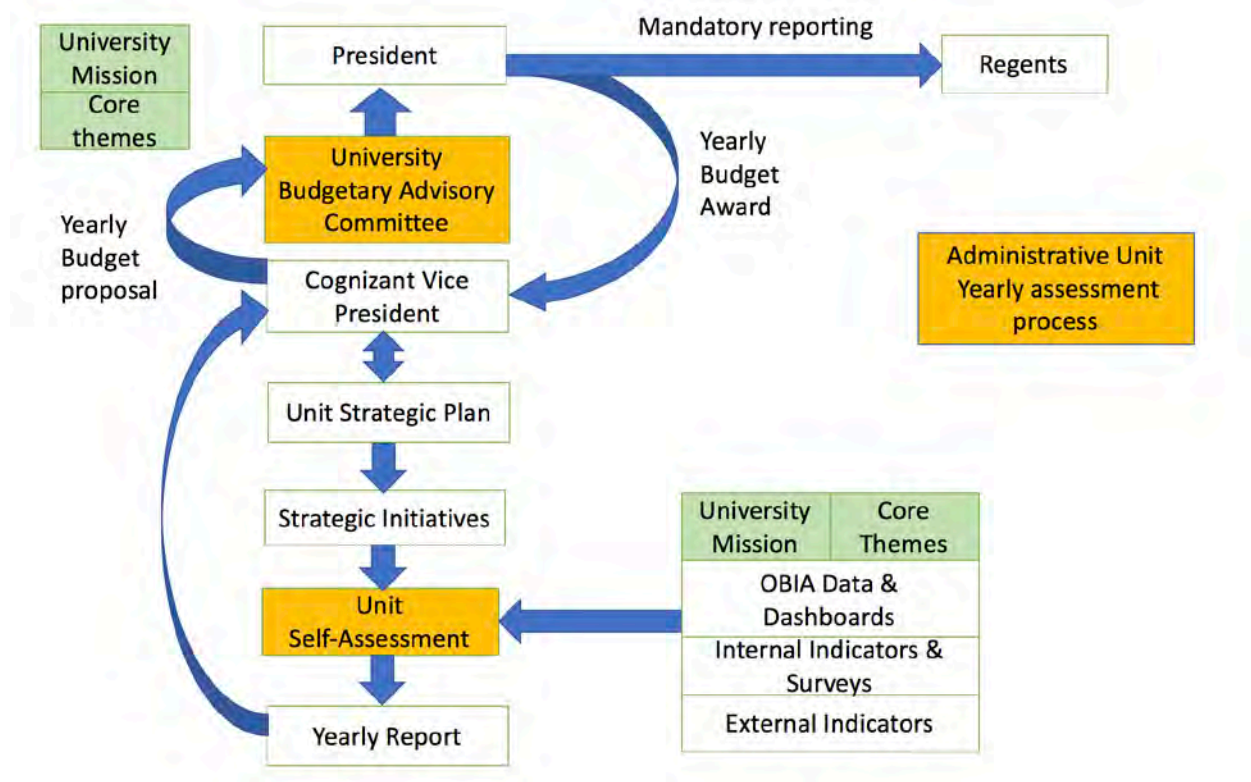 University
Mission
Core
themes
President
Mandatory reporting
Regents
University
Budgetary Advisory
Committee
Yearly
Budget
Award
Yearly
Budget
proposal
Cognizant Vice
President
Administrative Unit
Yearly assessment
process
Unit Strategic Plan
Strategic Initiatives
Unit
Self-Assessment
Yearly Report
University
Mission
Core
Themes
OBIA Data &
Dashboards
Internal Indicators &
Surveys
External Indicators